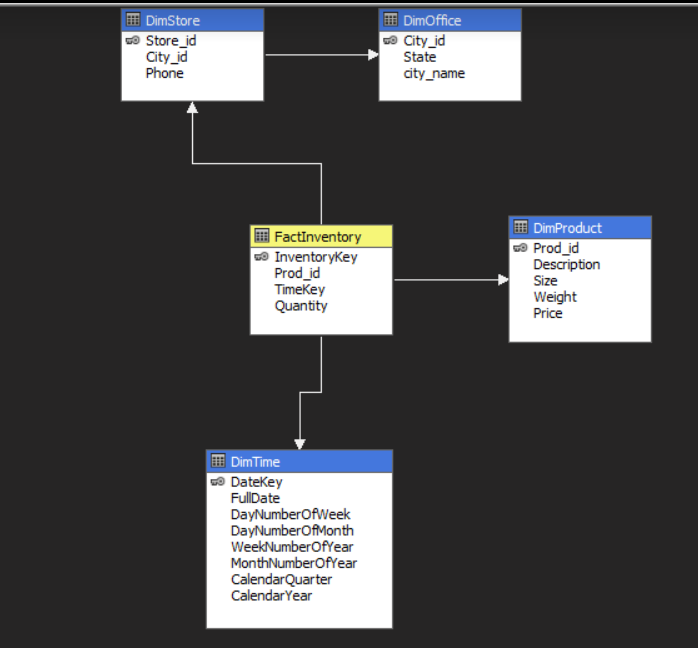 DimStore
Store_id
City_id
Phone
DimOffice
City_id
State
city_name
FactInventory
InventoryKey
Prod_id
TimeKey
Quantity
DimProduct
Prod_id
Description
Size
Weight
Price
DimTime
DateKey
FullDate
DayNumberOfWeek
DayNumberOfMonth
WeekNumberOfYear
MonthNumberOfYear
CalendarQuarter
CalendarYear